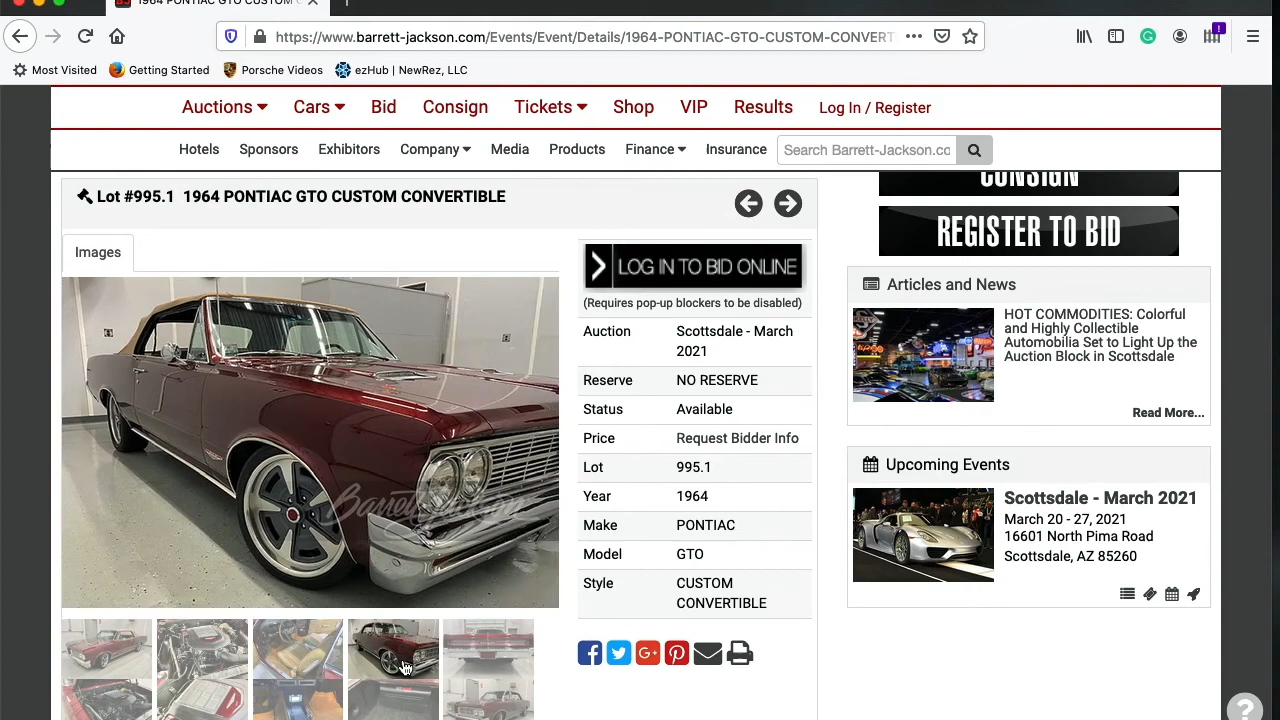 1964 PONTIAC GTO CUSTOM C
https://www.barrett-jackson.com/Events/Event/Details/1964-PONTIAC-GTO-CUSTOM-CONVERT
Most Visited Getting Started Porsche Videos ezHub | NewRez, LLC
Auctions Cars Bid Consign Tickets Shop VIP Results Log In / Register
Hotels Sponsors Exhibitors Company Media Products Finance Insurance Search Barrett-Jackson.co
Lot #995.1 1964 PONTIAC GTO CUSTOM CONVERTIBLE
Images
LOG IN TO BID ONLINE
(Requires pop-up blockers to be disabled)
Auction Scottsdale - March
2021
Reserve NO RESERVE
Status Available
Price Request Bidder Info
Lot 995.1
Year 1964
Make PONTIAC
Model GTO
Style CUSTOM
CONVERTIBLE
Barrett-Jackson
CONSIGN
REGISTER TO BID
Articles and News
HOT COMMODITIES: Colorful
and Highly Collectible
Automobilia Set to Light Up the
Auction Block in Scottsdale
Read More...
Upcoming Events
Scottsdale - March 2021
March 20 - 27, 2021
16601 North Pima Road
Scottsdale, AZ 85260
?